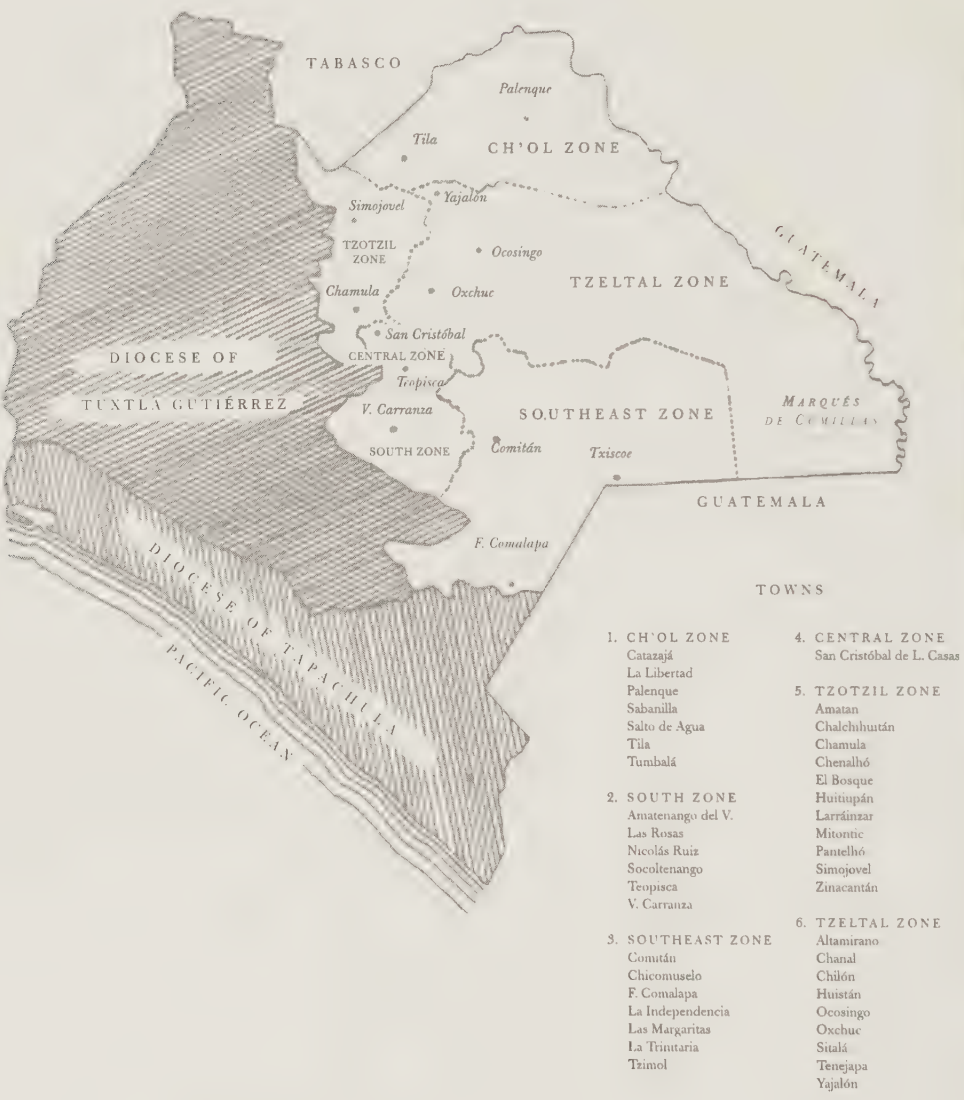 TABASCO
Palenque
Tila
CH'OL ZONE
Simojovel
Yajalón
TZOTZIL
ZONE
Ocosingo
GUATEMALA
TZELTAL ZONE
Chamula
Oxchuc
San Cristóbal
DIOCESE OF
TUXTLA GUTIÉRREZ
CENTRAL ZONE
Teopisca
V. Carranza
SOUTHEAST ZONE
MARQUÉS
DE COMILLAS
SOUTH ZONE
Comitán
Txiscoe
GUATEMALA
F. Comalapa
DIOCESE OF TAPACHULA
PACIFIC OCEAN
TOWNS
1. CH'OL ZONE
Catazajá
La Libertad
Palenque
Sabanilla
Salto de Agua
Tila
Tumbalá
2. SOUTH ZONE
Amatenango del V.
Las Rosas
Nicolás Ruiz
Socoltenango
Teopisca
V. Carranza
3. SOUTHEAST ZONE
Comitán
Chicomuselo
F. Comalapa
La Independencia
Las Margaritas
La Trinitaria
Tzimol
4. CENTRAL ZONE
San Cristóbal de L. Casas
5. TZOTZIL ZONE
Amatan
Chalchihuitán
Chamula
Chenalhó
El Bosque
Huitiupán
Larráinzar
Mitontic
Pantelhó
Simojovel
Zinacantán
6. TZELTAL ZONE
Altamirano
Chanal
Chilón
Huistán
Ocosingo
Oxchuc
Sitalá
Tenejapa
Yajalón